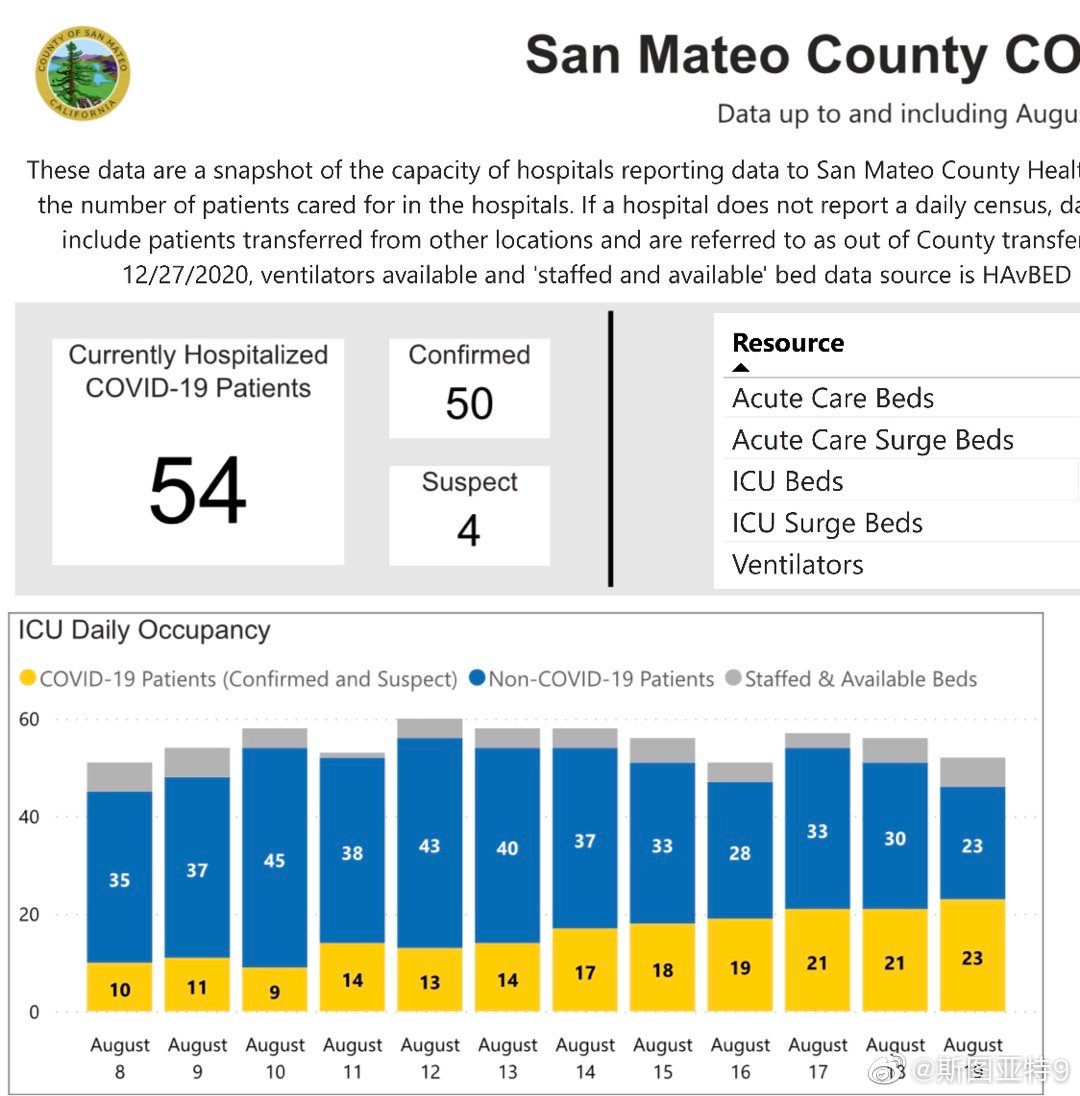 COUNTY OF SAN MATEO
CALIFORNIA
San Mateo County CO
Data up to and including Augu
These data are a snapshot of the capacity of hospitals reporting data to San Mateo County Healt
the number of patients cared for in the hospitals. If a hospital does not report a daily census, da
include patients transferred from other locations and are referred to as out of County transfe
12/27/2020, ventilators available and 'staffed and available' bed data source is HAvBED
Currently Hospitalized
COVID-19 Patients
54
Confirmed
50
Suspect
4
Resource
Acute Care Beds
Acute Care Surge Beds
ICU Beds
ICU Surge Beds
Ventilators
ICU Daily Occupancy
COVID-19 Patients (Confirmed and Suspect) Non-COVID-19 Patients Staffed & Available Beds
60
40
20
0
35 37 45 38 43 40 37 33 28 33 30 23
10 11 9 14 13 14 17 18 19 21 21 23
August August August August August August August August August August August August
8 9 10 11 12 13 14 15 16 17 18 19
@斯图亚特9